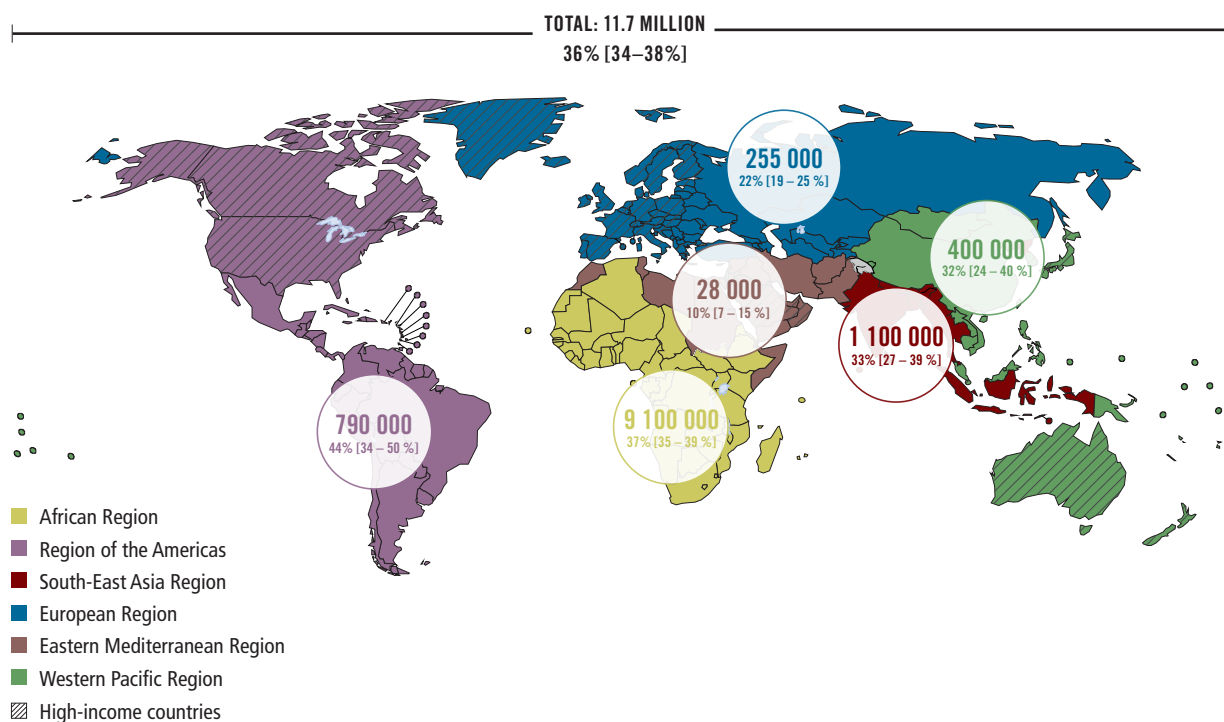 TOTAL: 11.7 MILLION
36% [34–38%]
255 000
22% [19 – 25 %]
400 000
32% [24 – 40 %]
28 000
10% [7 – 15 %]
1 100 000
33% [27 – 39 %]
790 000
44% [34 – 50 %]
9 100 000
37% [35 – 39 %]
African Region
Region of the Americas
South-East Asia Region
European Region
Eastern Mediterranean Region
Western Pacific Region
High-income countries